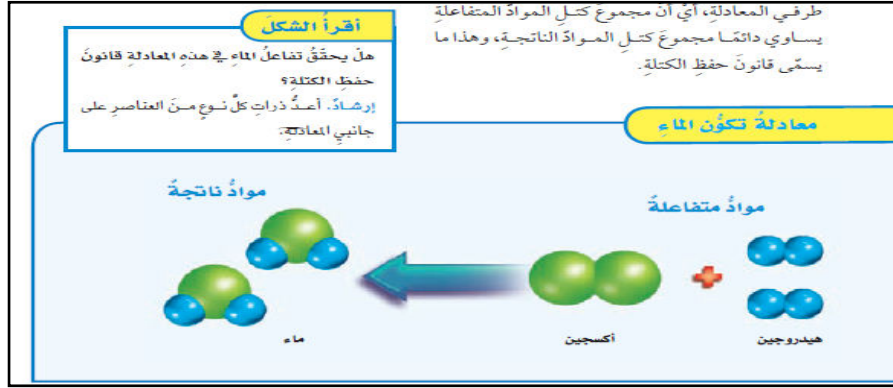 طرفي المعادلةِ، أيْ أن مجموعَ كتلِ الموادِّ المتفاعلةِ
يساوي دائمًا مجموعَ كتلِ الموادِّ الناتجةِ، وهذا ما
يسمّى قانونَ حفظِ الكتلةِ.
أقرأُ الشكلَ
هلْ يحقّقُ تفاعلُ الماءِ في هذهِ المعادلةِ قانونَ
حفظِ الكتلةِ؟
إرشادٌ. أعدُّ ذراتِ كلِّ نوعٍ منَ العناصرِ على
جانبيِ المعادلةِ.
معادلةُ تكوُّن الماءِ
موادُّ متفاعلةٌ
موادُّ ناتجةٌ
هيدروجين
أكسجين
ماء